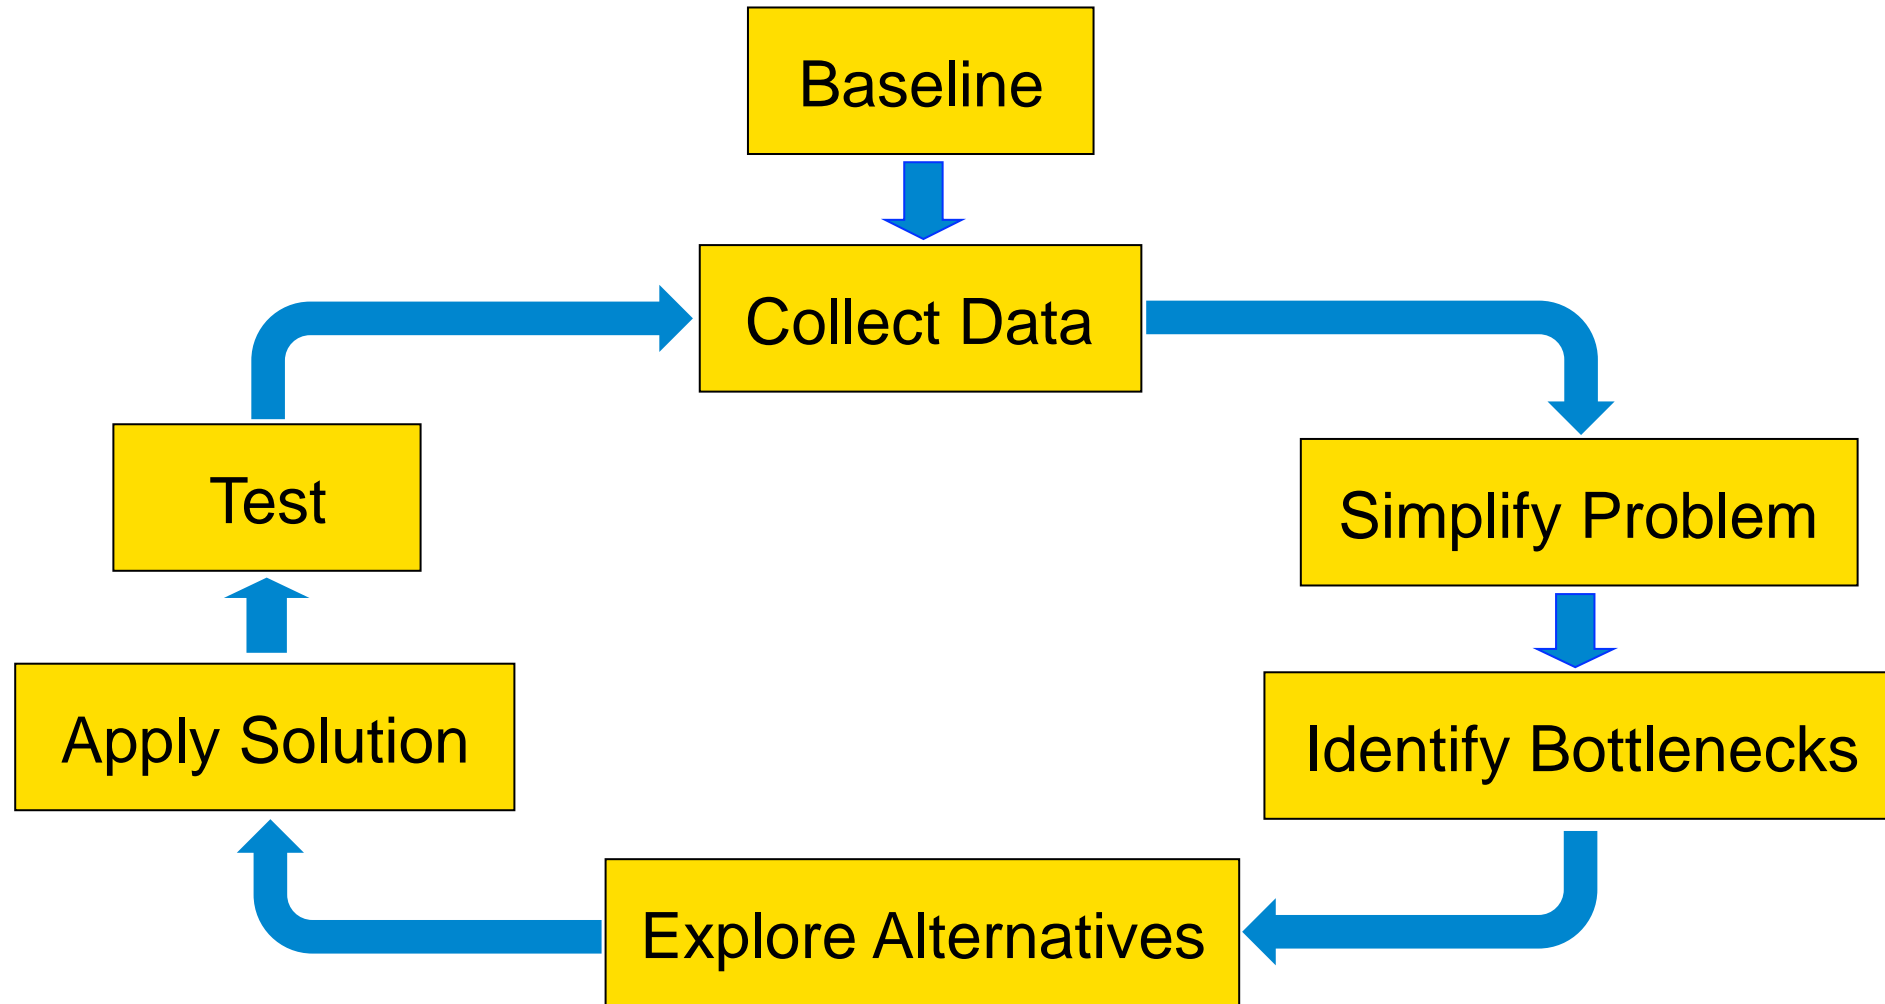 Baseline
Collect Data
Test
Simplify Problem
Apply Solution
Identify Bottlenecks
Explore Alternatives